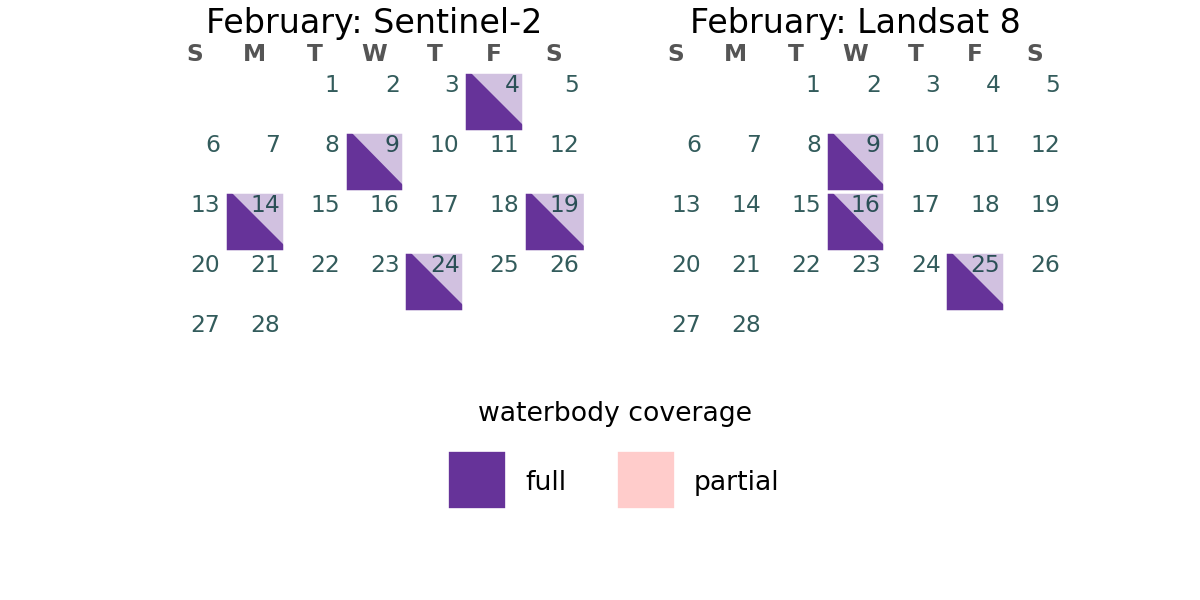 February: Sentinel-2
S M T W T F S
1 2 3 4 5
6 7 8 9 10 11 12
13 14 15 16 17 18 19
20 21 22 23 24 25 26
27 28
February: Landsat 8
S M T W T F S
1 2 3 4 5
6 7 8 9 10 11 12
13 14 15 16 17 18 19
20 21 22 23 24 25 26
27 28
waterbody coverage
full
partial